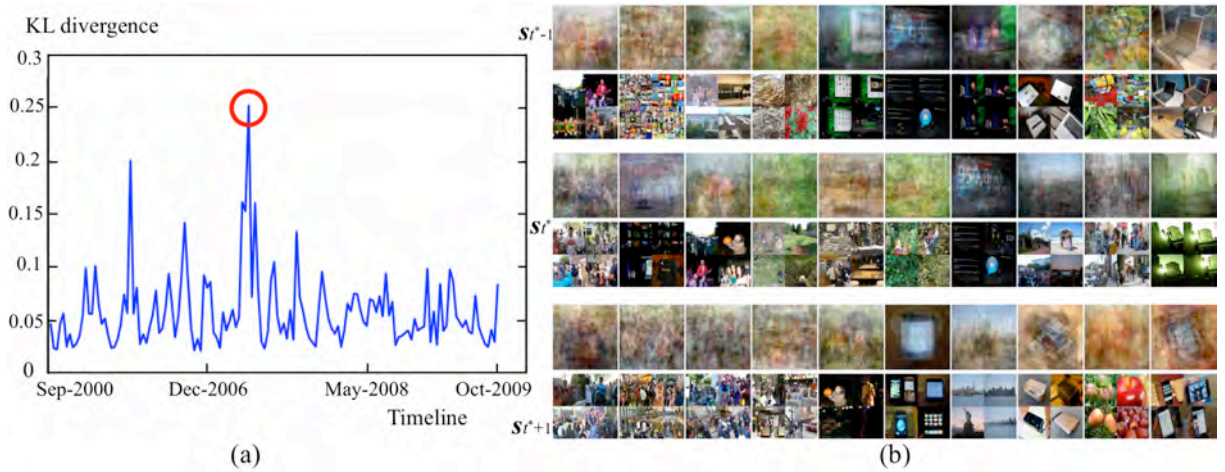 KL divergence
0.3
0.25
0.2
0.15
0.1
0.05
0
Sep-2000 Dec-2006 May-2008 Oct-2009
Timeline
(a)
St*-1
St*
St*+1
(b)